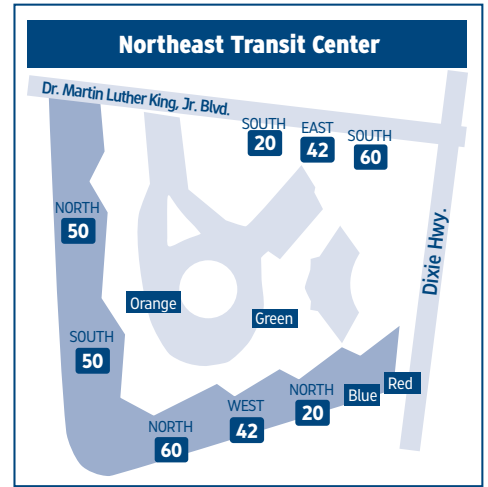 Northeast Transit Center
Dr. Martin Luther King, Jr. Blvd.
SOUTH
20
EAST
42
SOUTH
60
NORTH
50
Dixie Hwy.
Orange
Green
SOUTH
50
Red
Blue
NORTH
20
WEST
42
NORTH
60